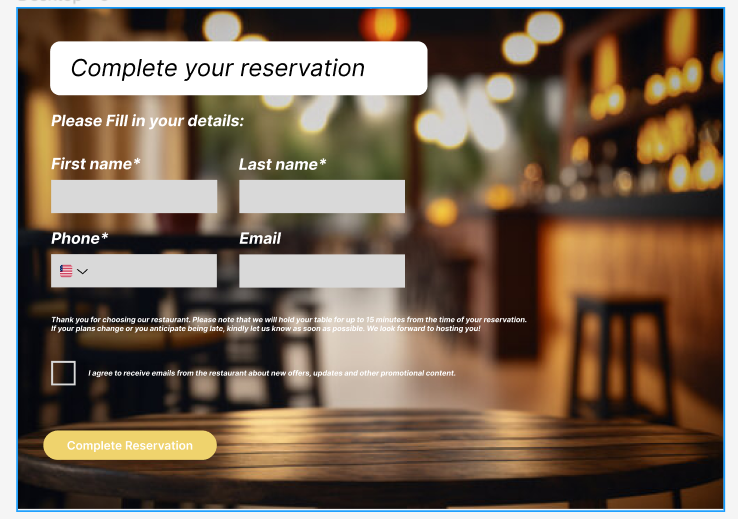 Complete your reservation
Please Fill in your details:
First name* Last name*
Phone* Email
Thank you for choosing our restaurant. Please note that we will hold your table for up to 15 minutes from the time of your reservation.
If your plans change or you anticipate being late, kindly let us know as soon as possible. We look forward to hosting you!
I agree to receive emails from the restaurant about new offers, updates and other promotional content.
Complete Reservation